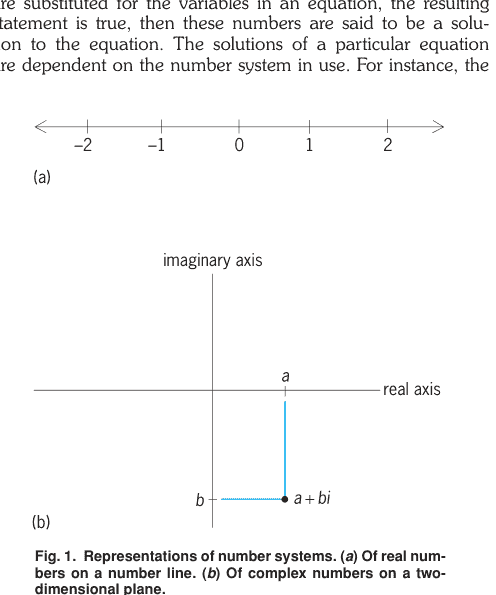 re substituted for the variables in an equation, the resulting
tatement is true, then these numbers are said to be a solu-
on to the equation. The solutions of a particular equation
re dependent on the number system in use. For instance, the
–2 –1 0 1 2
(a)
imaginary axis
a
real axis
b
a + bi
(b)
Fig. 1. Representations of number systems. (a) Of real num-
bers on a number line. (b) Of complex numbers on a two-
dimensional plane.